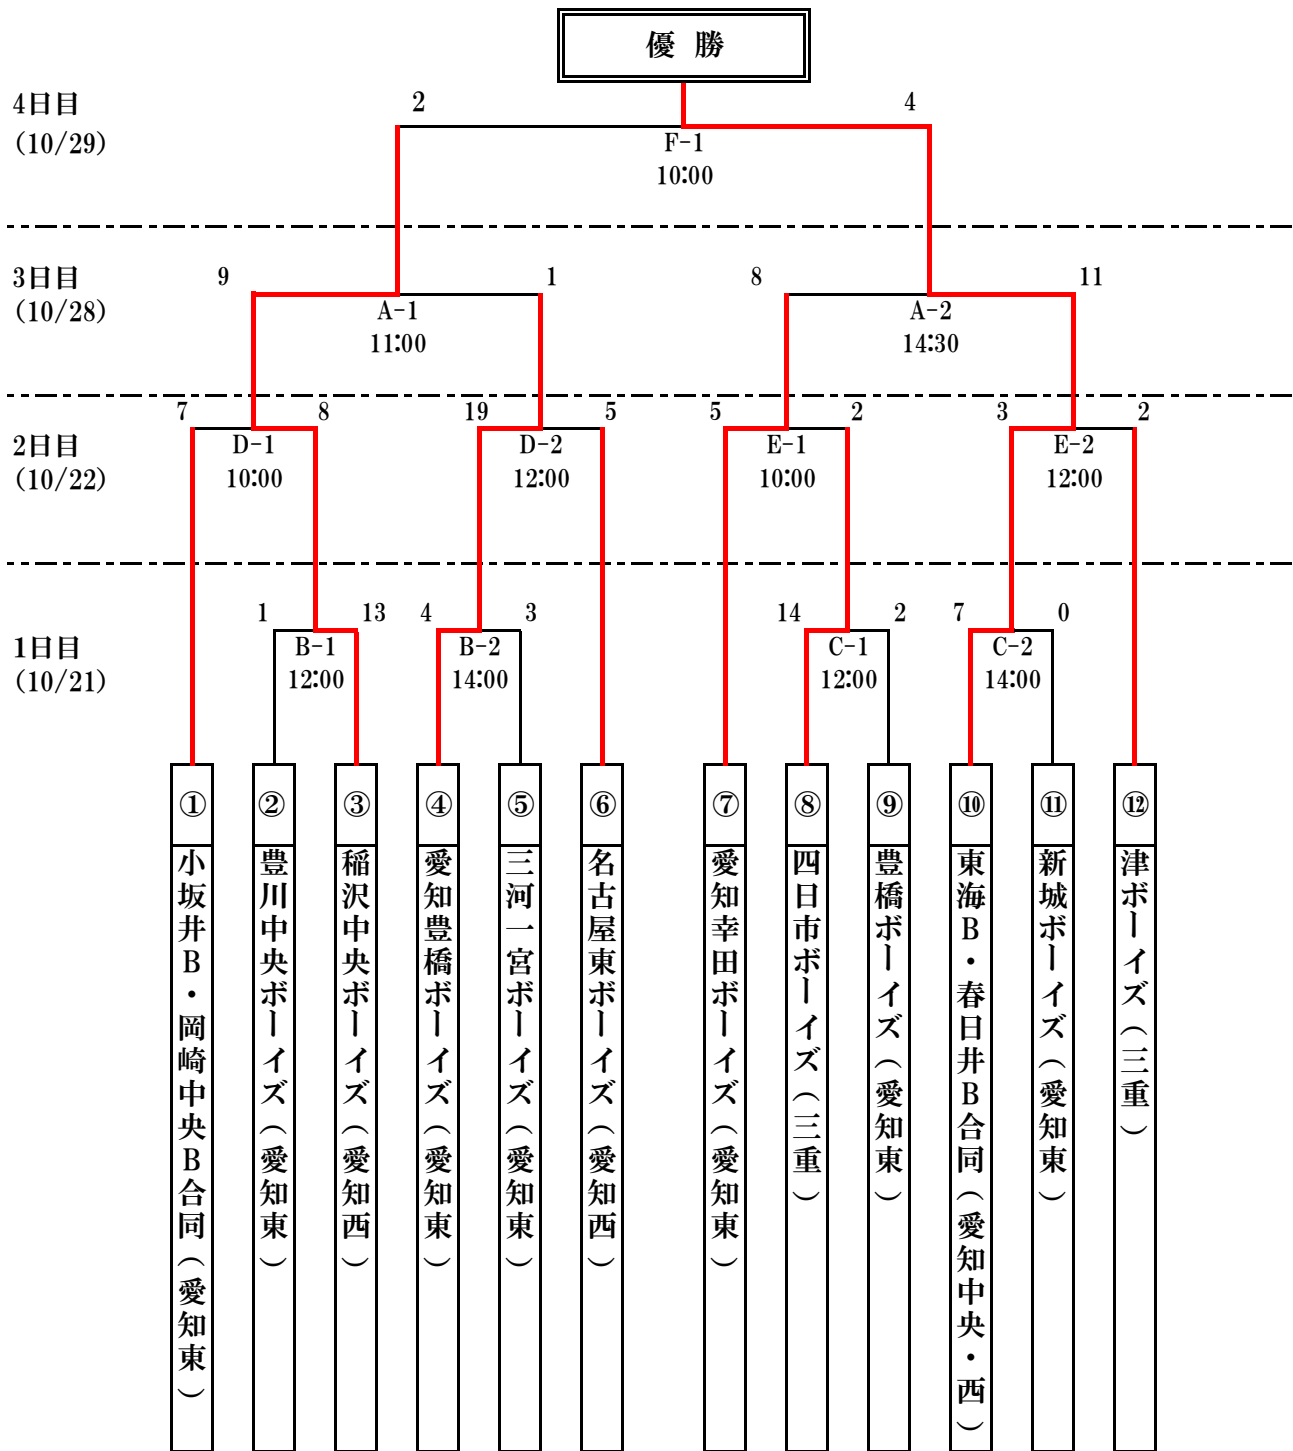 優 勝
4日目
(10/29)
2
4
F-1
10:00
3日目
(10/28)
9
1
8
11
A-1
11:00
A-2
14:30
2日目
(10/22)
7
8
19
5
5
2
3
2
D-1
10:00
D-2
12:00
E-1
10:00
E-2
12:00
1日目
(10/21)
1
13
4
3
14
2
7
0
B-1
12:00
B-2
14:00
C-1
12:00
C-2
14:00
①
小坂井B・岡崎中央B合同(愛知東)
②
豊川中央ボーイズ(愛知東)
③
稲沢中央ボーイズ(愛知西)
④
愛知豊橋ボーイズ(愛知東)
⑤
三河一宮ボーイズ(愛知東)
⑥
名古屋東ボーイズ(愛知西)
⑦
愛知幸田ボーイズ(愛知東)
⑧
四日市ボーイズ(三重)
⑨
豊橋ボーイズ(愛知東)
⑩
東海B・春日井B合同(愛知中央・西)
⑪
新城ボーイズ(愛知東)
⑫
津ボーイズ(三重)